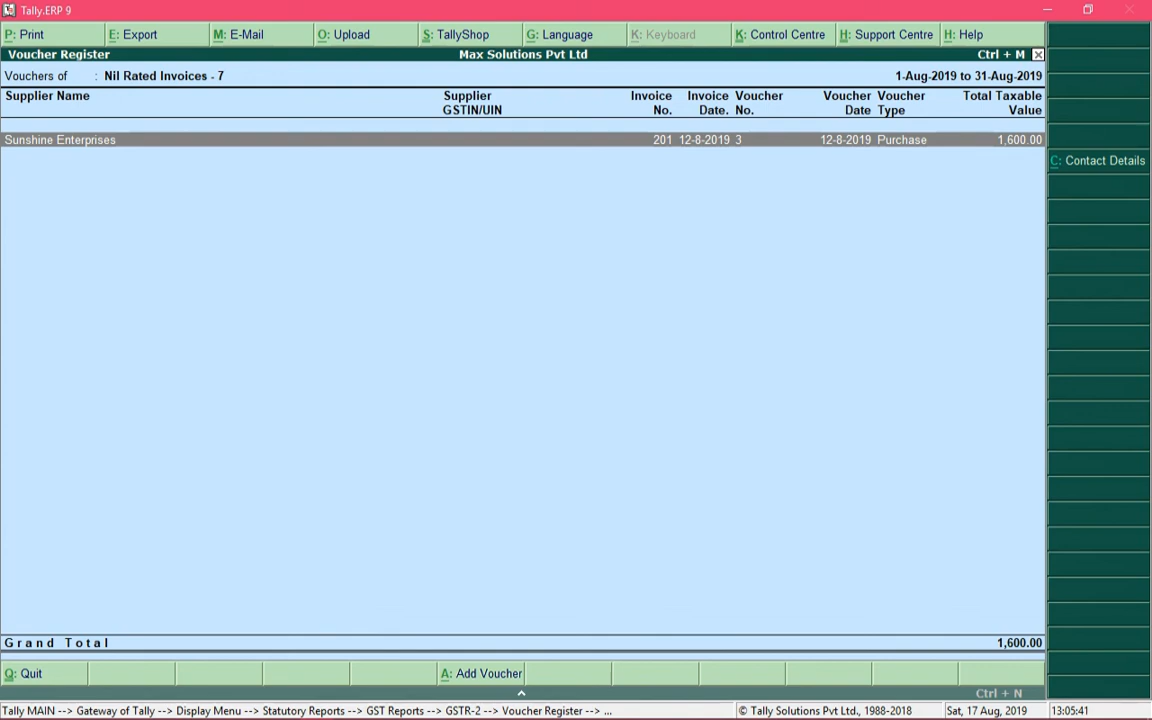 Tally.ERP 9
P: Print E: Export M: E-Mail O: Upload S: TallyShop G: Language K: Keyboard K: Control Centre H: Support Centre H: Help
Voucher Register Max Solutions Pvt Ltd Ctrl + M
Vouchers of : Nil Rated Invoices - 7 1-Aug-2019 to 31-Aug-2019
Supplier Name Supplier Invoice Invoice Voucher Voucher Voucher Total Taxable
GSTIN/UIN No. Date. No. Date Type Value
Sunshine Enterprises 201 12-8-2019 3 12-8-2019 Purchase 1,600.00
C: Contact Details
Grand Total 1,600.00
Q: Quit A: Add Voucher
Ctrl + N
Tally MAIN --> Gateway of Tally --> Display Menu --> Statutory Reports --> GST Reports --> GSTR-2 --> Voucher Register --> ... © Tally Solutions Pvt Ltd., 1988-2018 Sat, 17 Aug, 2019 13:05:41